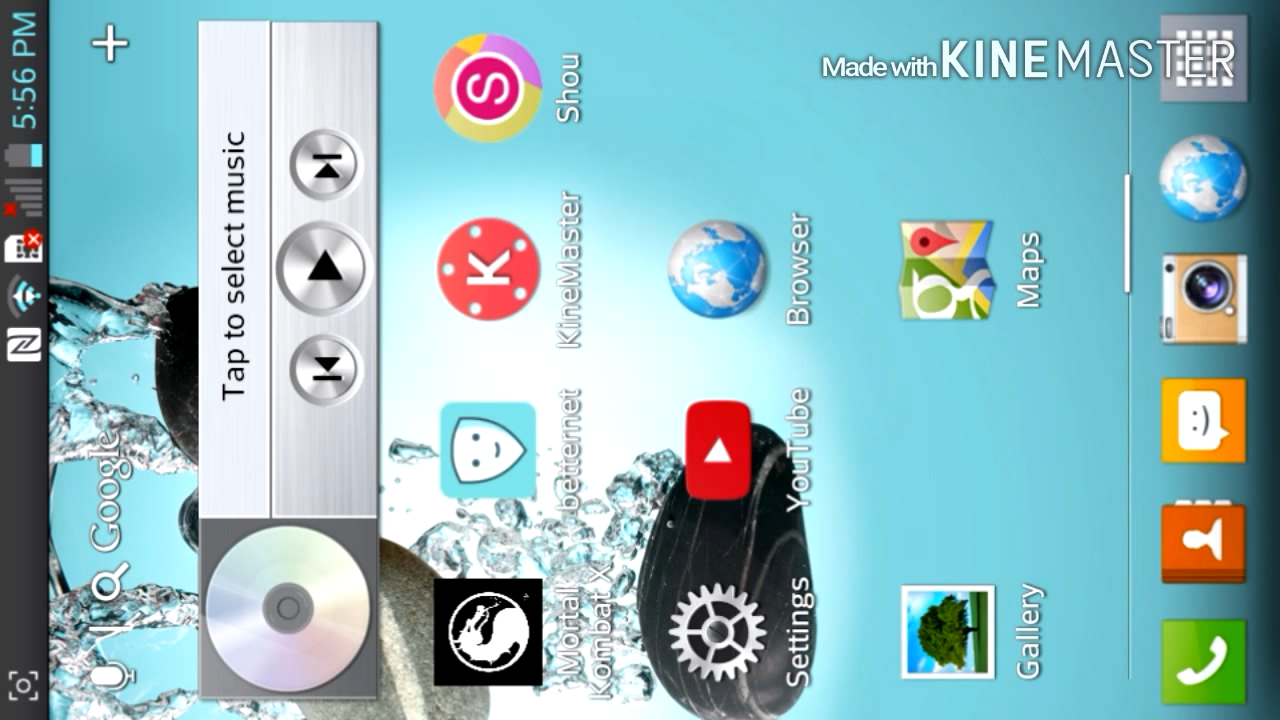 5:56 PM
Google
Tap to select music
Mortalk
Kombat X
betternet
KineMaster
Shou
Settings
YouTube
Browser
Gallery
Maps
Made with KINEMASTER